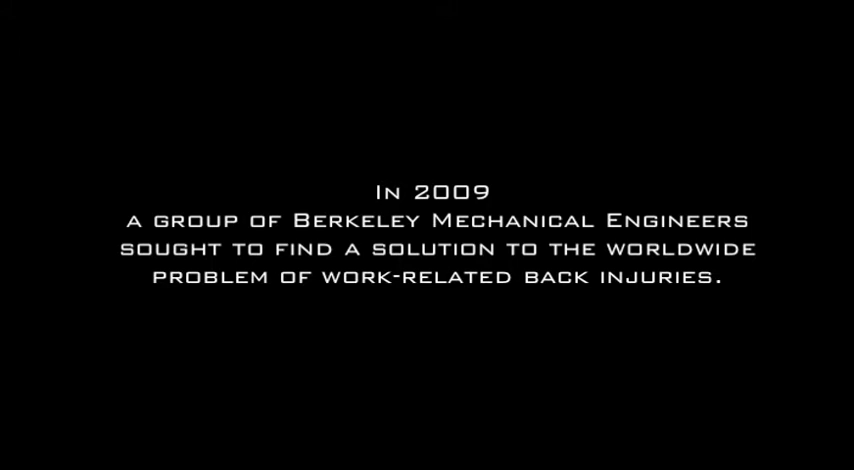 In 2009
a group of Berkeley Mechanical Engineers
sought to find a solution to the worldwide
problem of work-related back injuries.